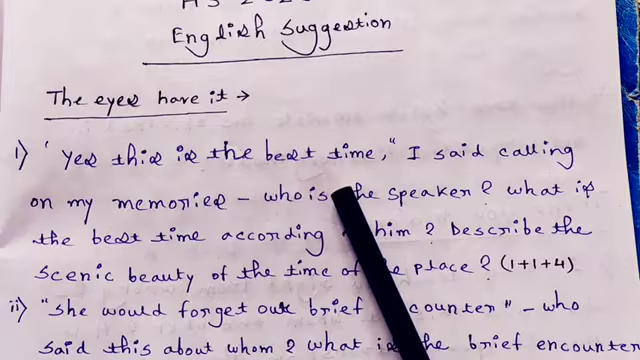 English Suggestion
The eyes have it →
i) "Yes this is the best time," I said calling
on my memories - who is the speaker? what is
the best time according him? Describe the
scenic beauty of the time of place? (1+1+4)
ii) "She would forget our brief counter" - who
said this about whom? what is the brief encounter